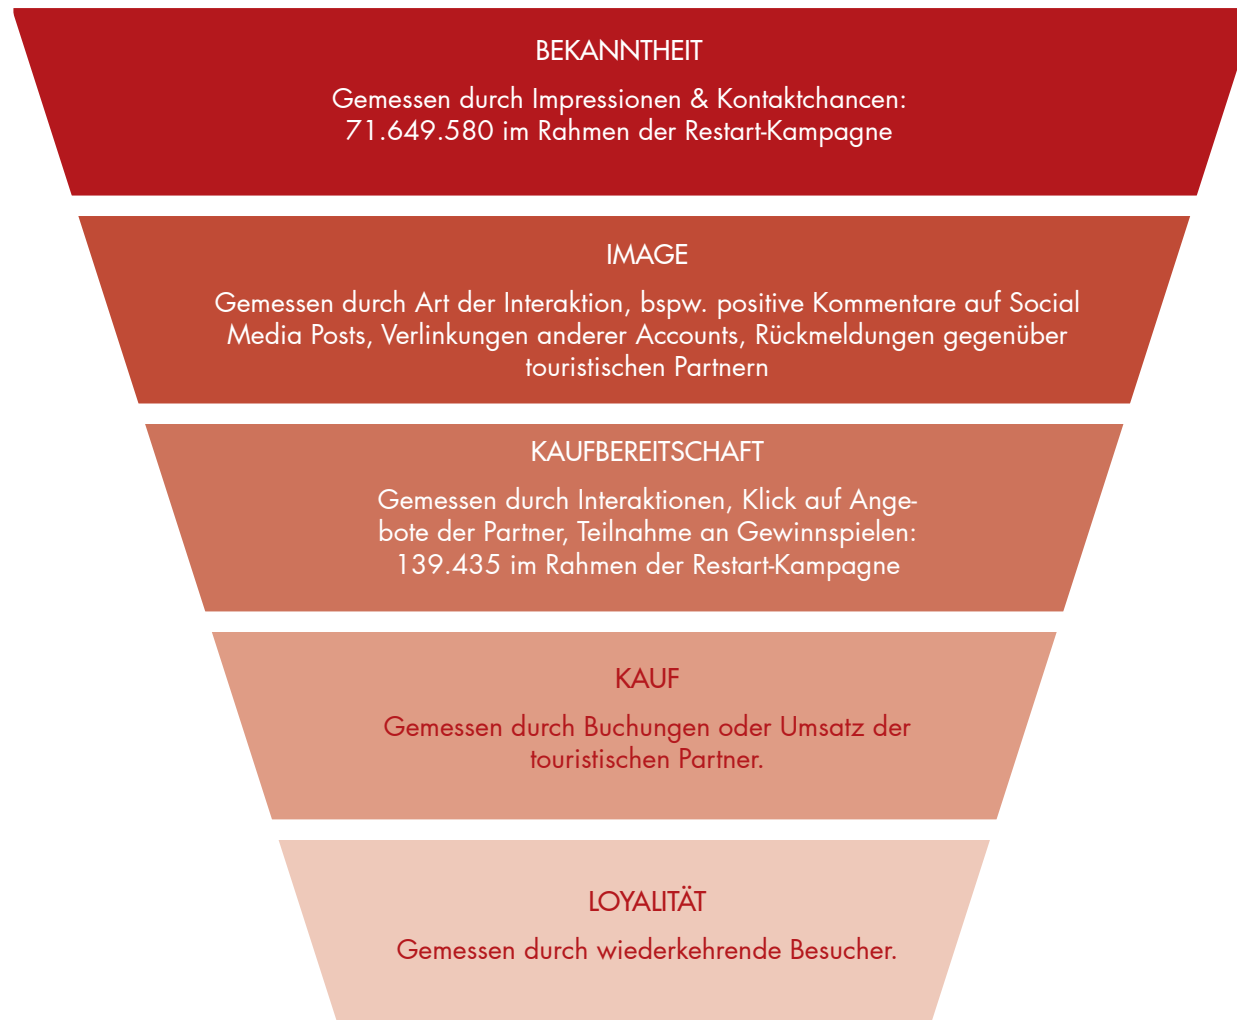 BEKANNTHEIT
Gemessen durch Impressionen & Kontaktchancen:
71.649.580 im Rahmen der Restart-Kampagne
IMAGE
Gemessen durch Art der Interaktion, bspw. positive Kommentare auf Social
Media Posts, Verlinkungen anderer Accounts, Rückmeldungen gegenüber
touristischen Partnern
KAUFBEREITSCHAFT
Gemessen durch Interaktionen, Klick auf Ange-
bote der Partner, Teilnahme an Gewinnspielen:
139.435 im Rahmen der Restart-Kampagne
KAUF
Gemessen durch Buchungen oder Umsatz der
touristischen Partner.
LOYALITÄT
Gemessen durch wiederkehrende Besucher.